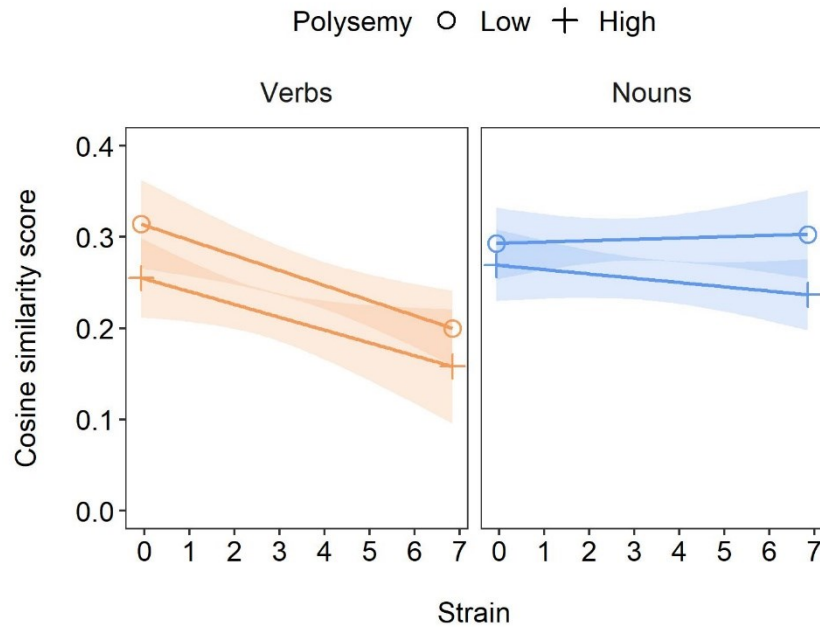 Polysemy Low High
Verbs Nouns
Cosine similarity score
0.4
0.3
0.2
0.1
0.0
0 1 2 3 4 5 6 7 0 1 2 3 4 5 6 7
Strain